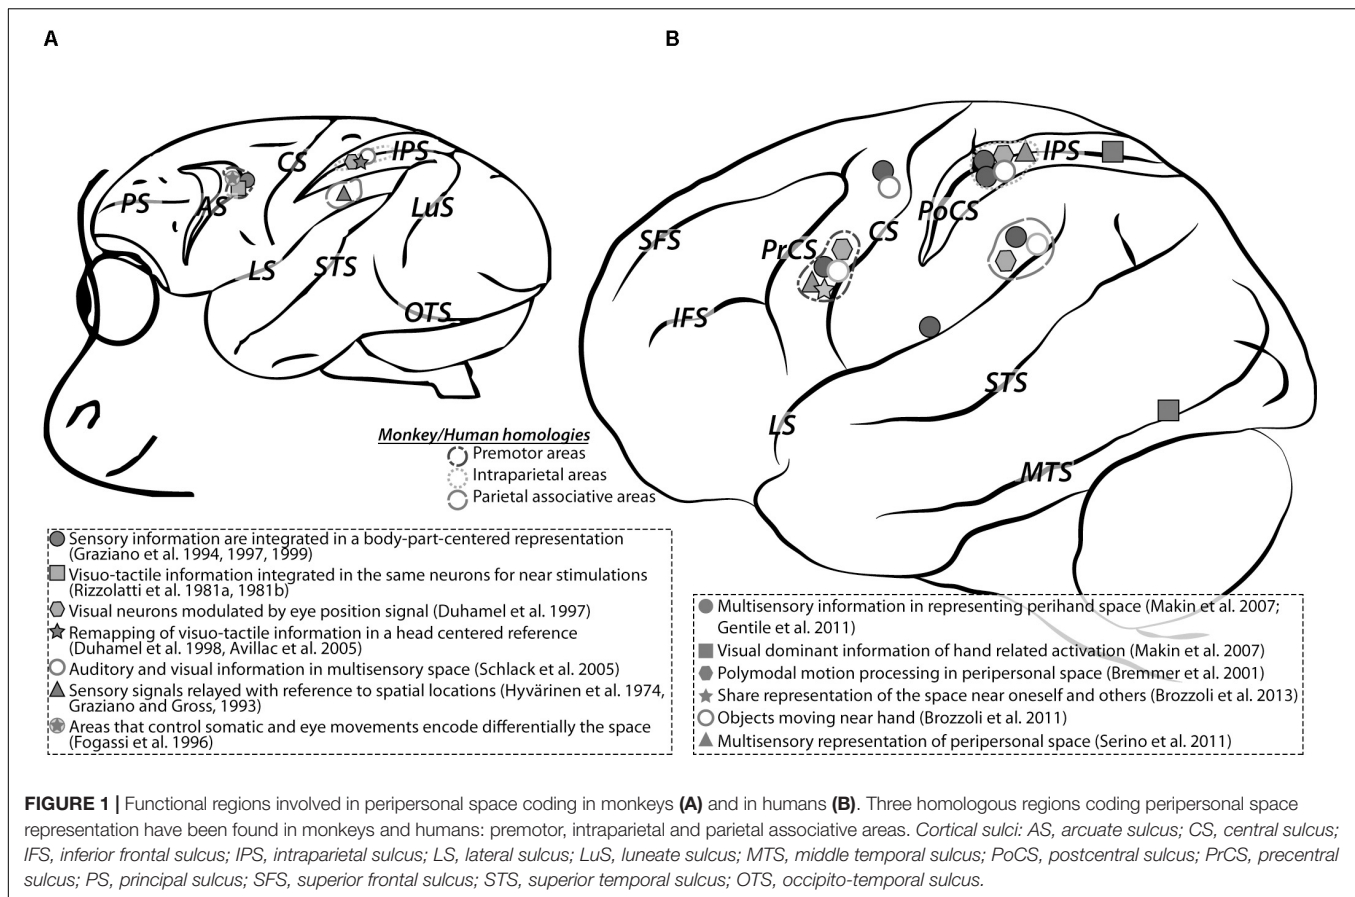 A
B
CS
IPS
PS
AS
LuS
LS
STS
OTS
IPS
PoCS
CS
SFS
PrCS
IFS
STS
LS
MTS
Monkey/Human homologies
Premotor areas
Intraparietal areas
Parietal associative areas
Sensory information are integrated in a body-part-centered representation
(Graziano et al. 1994, 1997, 1999)
Visuo-tactile information integrated in the same neurons for near stimulations
(Rizzolatti et al. 1981a, 1981b)
Visual neurons modulated by eye position signal (Duhamel et al. 1997)
Remapping of visuo-tactile information in a head centered reference
(Duhamel et al. 1998, Avillac et al. 2005)
Auditory and visual information in multisensory space (Schlack et al. 2005)
Sensory signals relayed with reference to spatial locations (Hyvärinen et al. 1974,
Graziano and Gross, 1993)
Areas that control somatic and eye movements encode differentially the space
(Fogassi et al. 1996)
Multisensory information in representing perihand space (Makin et al. 2007;
Gentile et al. 2011)
Visual dominant information of hand related activation (Makin et al. 2007)
Polymodal motion processing in peripersonal space (Bremmer et al. 2001)
Share representation of the space near oneself and others (Brozzoli et al. 2013)
Objects moving near hand (Brozzoli et al. 2011)
Multisensory representation of peripersonal space (Serino et al. 2011)
FIGURE 1 | Functional regions involved in peripersonal space coding in monkeys (A) and in humans (B). Three homologous regions coding peripersonal space
representation have been found in monkeys and humans: premotor, intraparietal and parietal associative areas. Cortical sulci: AS, arcuate sulcus; CS, central sulcus;
IFS, inferior frontal sulcus; IPS, intraparietal sulcus; LS, lateral sulcus; LuS, luneate sulcus; MTS, middle temporal sulcus; PoCS, postcentral sulcus; PrCS, precentral
sulcus; PS, principal sulcus; SFS, superior frontal sulcus; STS, superior temporal sulcus; OTS, occipito-temporal sulcus.